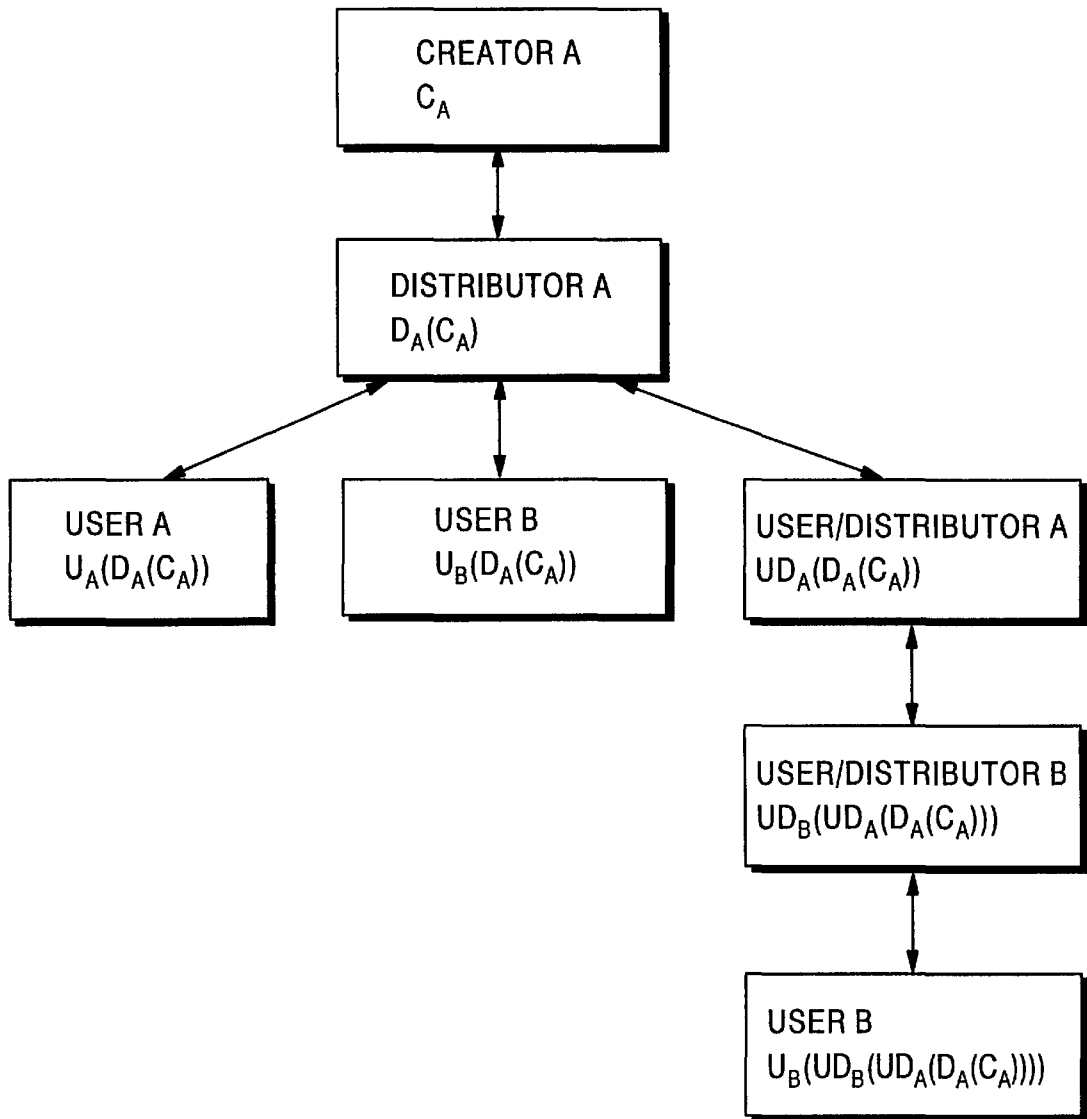 CREATOR A
C_A
DISTRIBUTOR A
D_A(C_A)
USER A
U_A(D_A(C_A))
USER B
U_B(D_A(C_A))
USER/DISTRIBUTOR A
UD_A(D_A(C_A))
USER/DISTRIBUTOR B
UD_B(UD_A(D_A(C_A)))
USER B
U_B(UD_B(UD_A(D_A(C_A))))